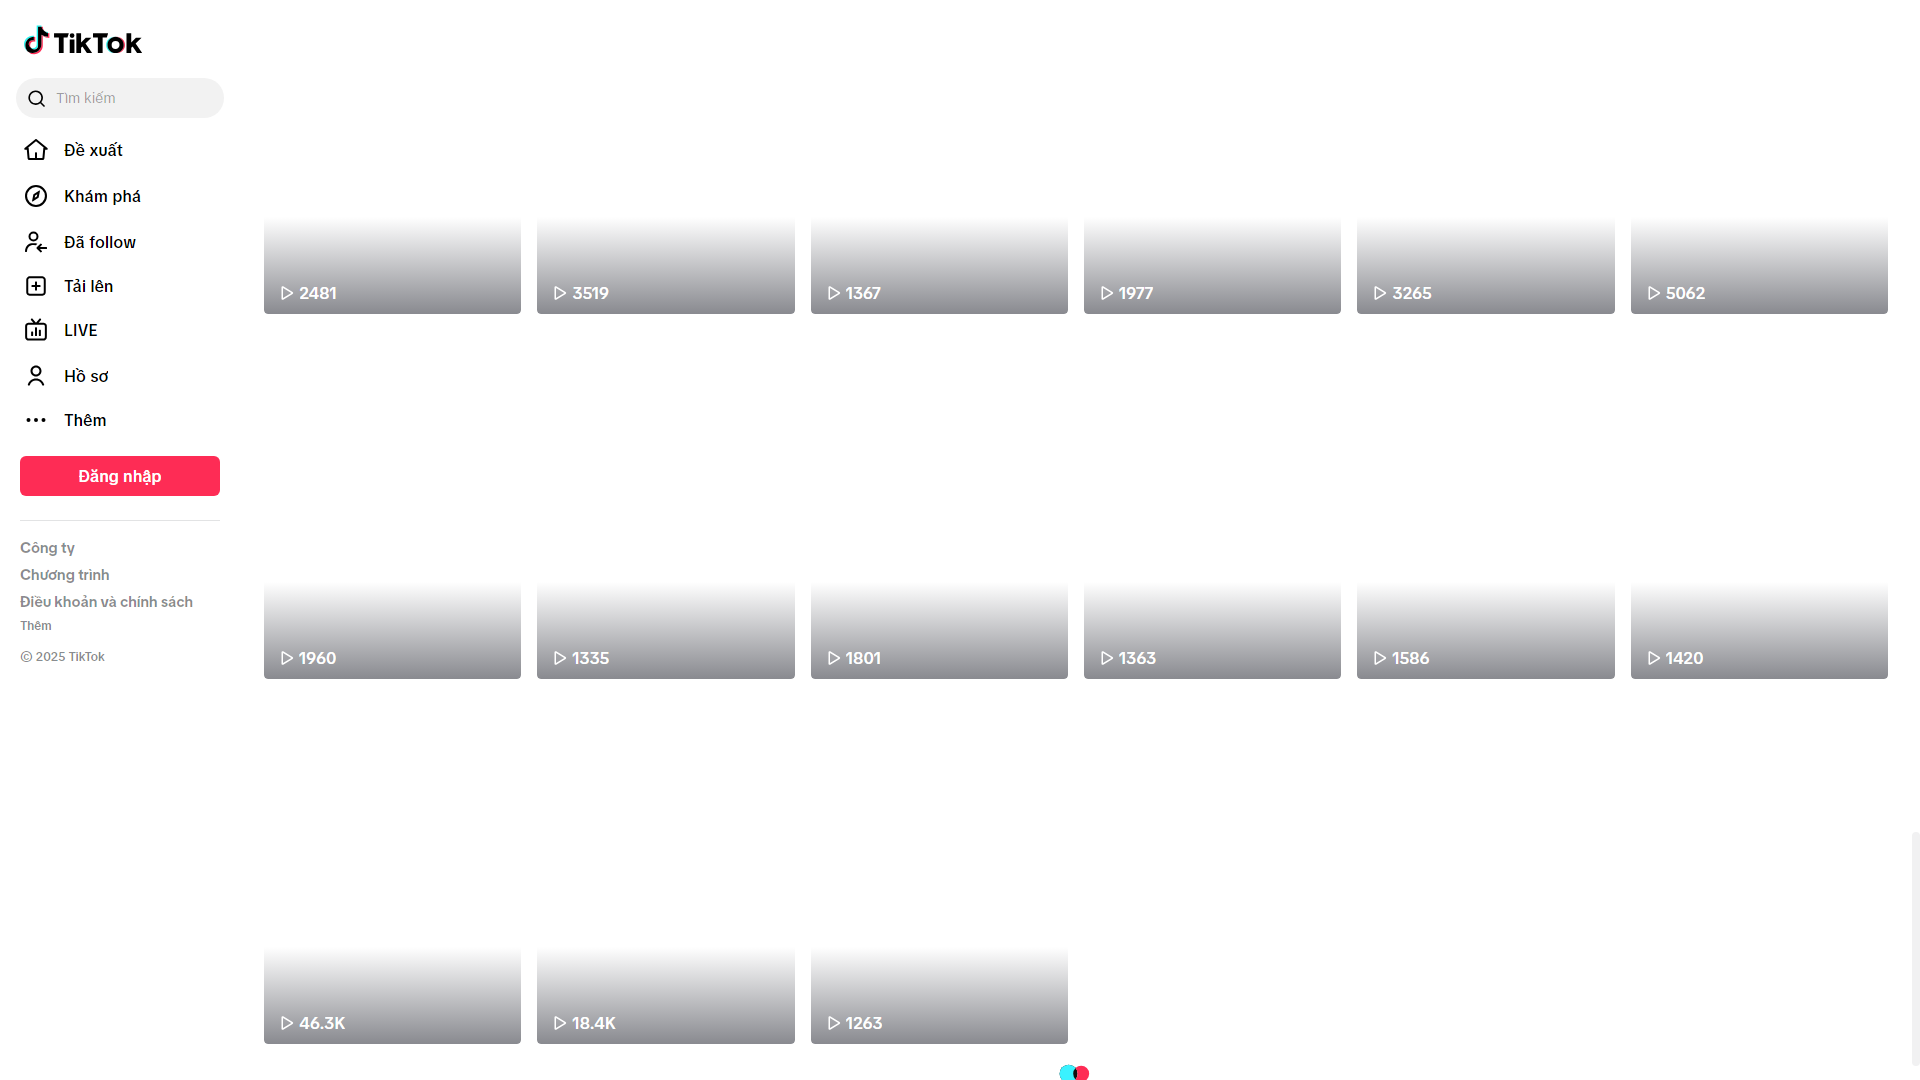 TikTok
Tìm kiếm
Đề xuất
Khám phá
Đã follow
Tải lên
LIVE
Hồ sơ
Thêm
Đăng nhập
Công ty
Chương trình
Điều khoản và chính sách
Thêm
© 2025 TikTok
2481 3519 1367 1977 3265 5062
1960 1335 1801 1363 1586 1420
46.3K 18.4K 1263